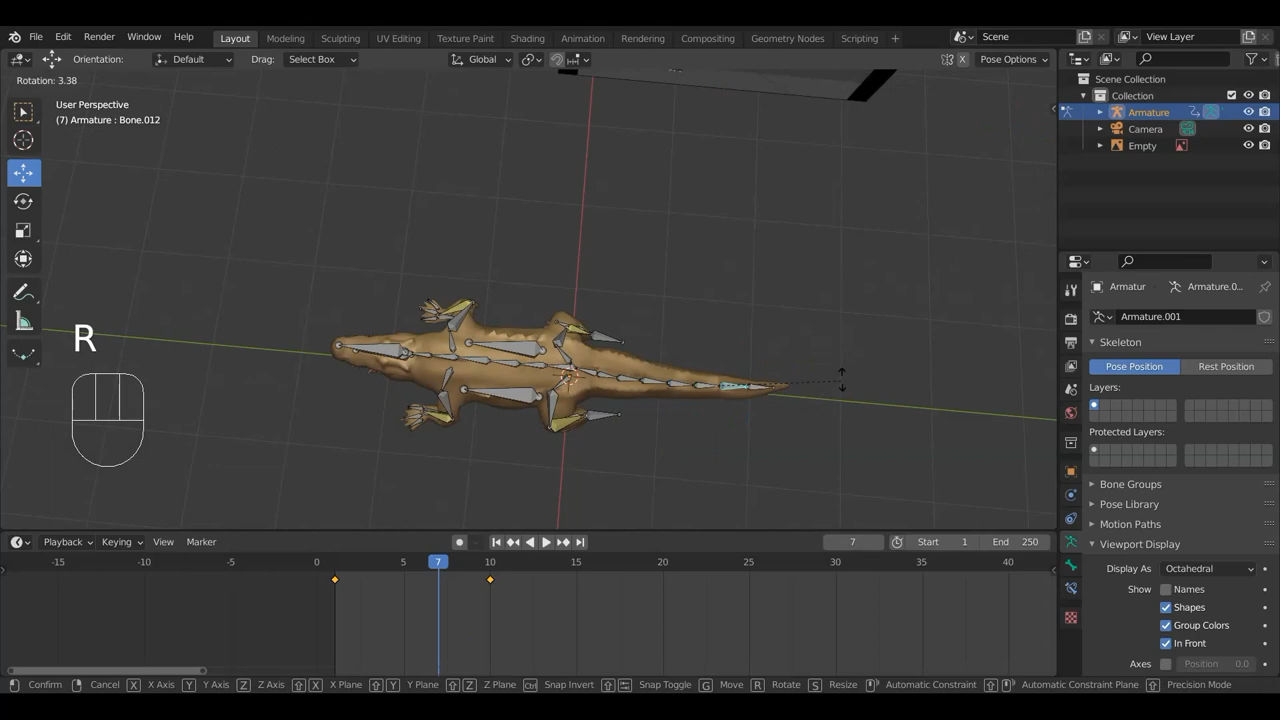 File Edit Render Window Help Layout Modeling Sculpting UV Editing Texture Paint Shading Animation Rendering Compositing Geometry Nodes Scripting + Scene View Layer
Orientation: Default Drag: Select Box Global X Pose Options
Rotation: 3.38
User Perspective
(7) Armature : Bone.012
R
Scene Collection
Collection
Armature
Camera
Empty
Armatur Armature.0...
Armature.001
Skeleton
Pose Position Rest Position
Layers:
Protected Layers:
Bone Groups
Pose Library
Motion Paths
Viewport Display
Display As Octahedral
Show Names
Shapes
Group Colors
In Front
Axes Position 0.0
Playback Keying View Marker 7 Start 1 End 250
-15 -10 -5 0 5 7 10 15 20 25 30 35 40
Confirm Cancel X X Axis Y Y Axis Z Z Axis X X Plane Y Y Plane Z Z Plane Ctrl Snap Invert Snap Toggle G Move R Rotate S Resize Automatic Constraint Automatic Constraint Plane Precision Mode